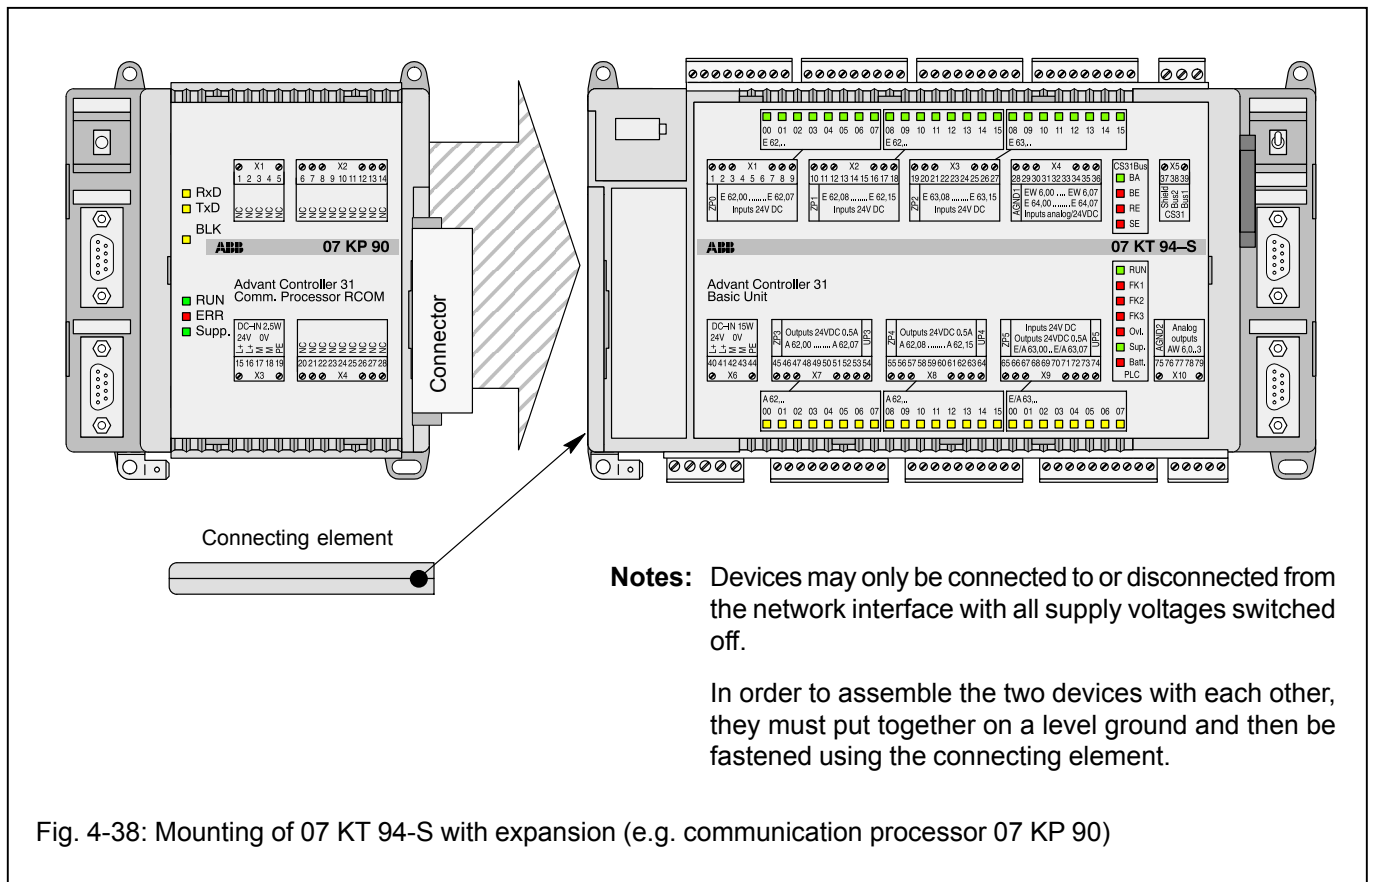 X1
1 2 3 4 5
X2
6 7 8 9 10 11 12 13 14
NC NC NC NC NC
NC NC NC NC NC NC NC NC NC
RxD
TxD
BLK
ABB 07 KP 90
Advant Controller 31
Comm. Processor RCOM
RUN
ERR
Supp.
DC–IN 2,5W
24V 0V
L+ L+ M M PE
15 16 17 18 19
X3
NC NC NC NC NC NC NC NC NC
20 21 22 23 24 25 26 27 28
X4
Connector
00 01 02 03 04 05 06 07
E 62,..
08 09 10 11 12 13 14 15
E 62,..
08 09 10 11 12 13 14 15
E 63,..
X1
1 2 3 4 5 6 7 8 9
ZP0
E 62,00 ....... E 62,07
Inputs 24V DC
X2
10 11 12 13 14 15 16 17 18
ZP1
E 62,08 ....... E 62,15
Inputs 24V DC
X3
19 20 21 22 23 24 25 26 27
ZP2
E 63,08 ....... E 63,15
Inputs 24V DC
X4
28 29 30 31 32 33 34 35 36
AGND1
EW 6,00 .... EW 6,07
E 64,00 ...... E 64,07
Inputs analog/24VDC
CS31Bus
BA
BE
RE
SE
X5
37 38 39
Shield
Bus2
Bus1
CS31
ABB 07 KT 94–S
Advant Controller 31
Basic Unit
RUN
FK1
FK2
FK3
Ovl.
Sup.
Batt.
PLC
DC–IN 15W
24V 0V
L+ L+ M M PE
40 41 42 43 44
X6
ZP3
Outputs 24VDC 0.5A
A 62,00 ........ A 62,07
UP3
45 46 47 48 49 50 51 52 53 54
X7
ZP4
Outputs 24VDC 0.5A
A 62,08 ........ A 62,15
UP4
55 56 57 58 59 60 61 62 63 64
X8
ZP5
Inputs 24V DC
Outputs 24VDC 0.5A
E/A 63,00 .. E/A 63,07
UP5
65 66 67 68 69 70 71 72 73 74
X9
AGND2
Analog
outputs
AW 6,0..3
75 76 77 78 79
X10
A 62,..
00 01 02 03 04 05 06 07
08 09 10 11 12 13 14 15
A 62,..
E/A 63,..
00 01 02 03 04 05 06 07
Connecting element
Notes: Devices may only be connected to or disconnected from
the network interface with all supply voltages switched
off.
In order to assemble the two devices with each other,
they must put together on a level ground and then be
fastened using the connecting element.
Fig. 4-38: Mounting of 07 KT 94-S with expansion (e.g. communication processor 07 KP 90)